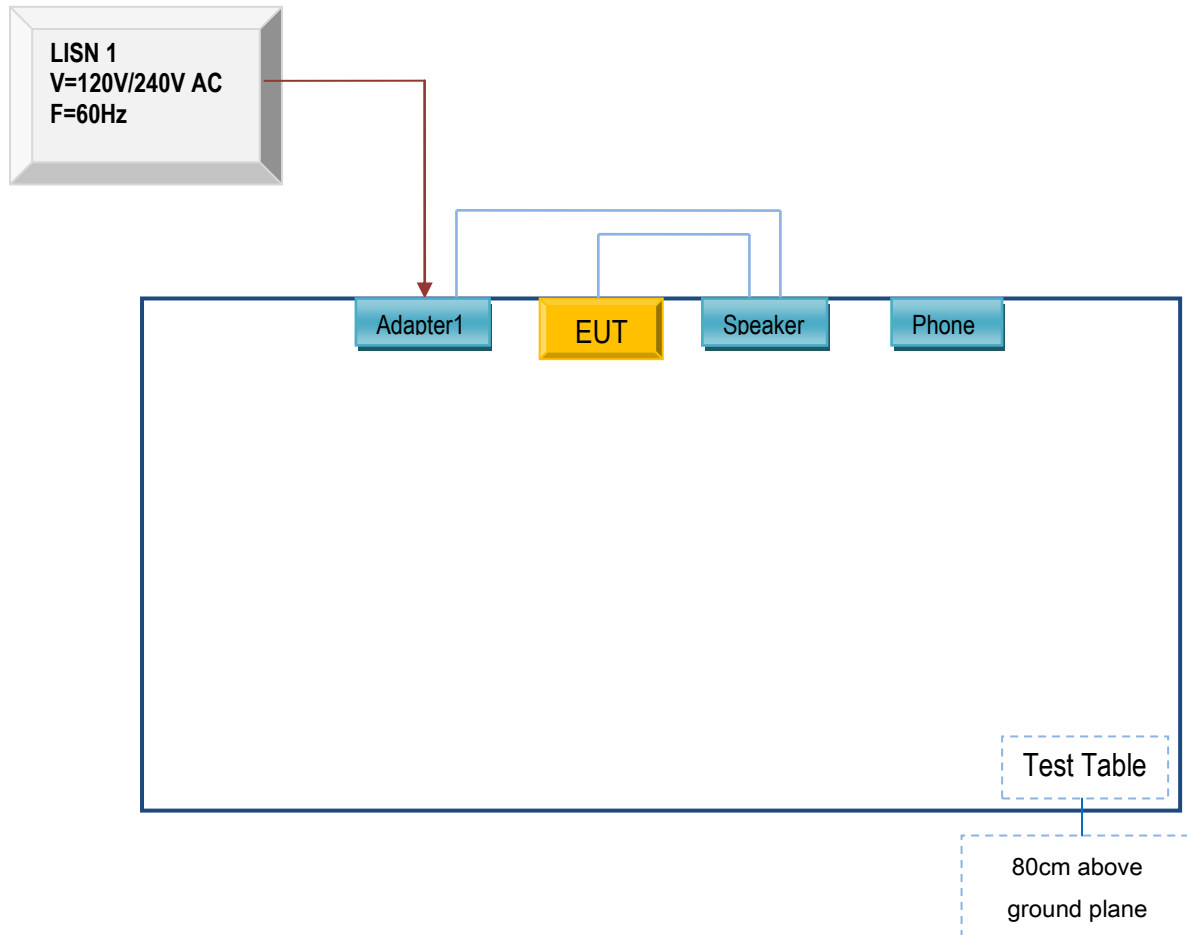 LISN 1
V=120V/240V AC
F=60Hz
Adapter1
EUT
Speaker
Phone
Test Table
80cm above
ground plane